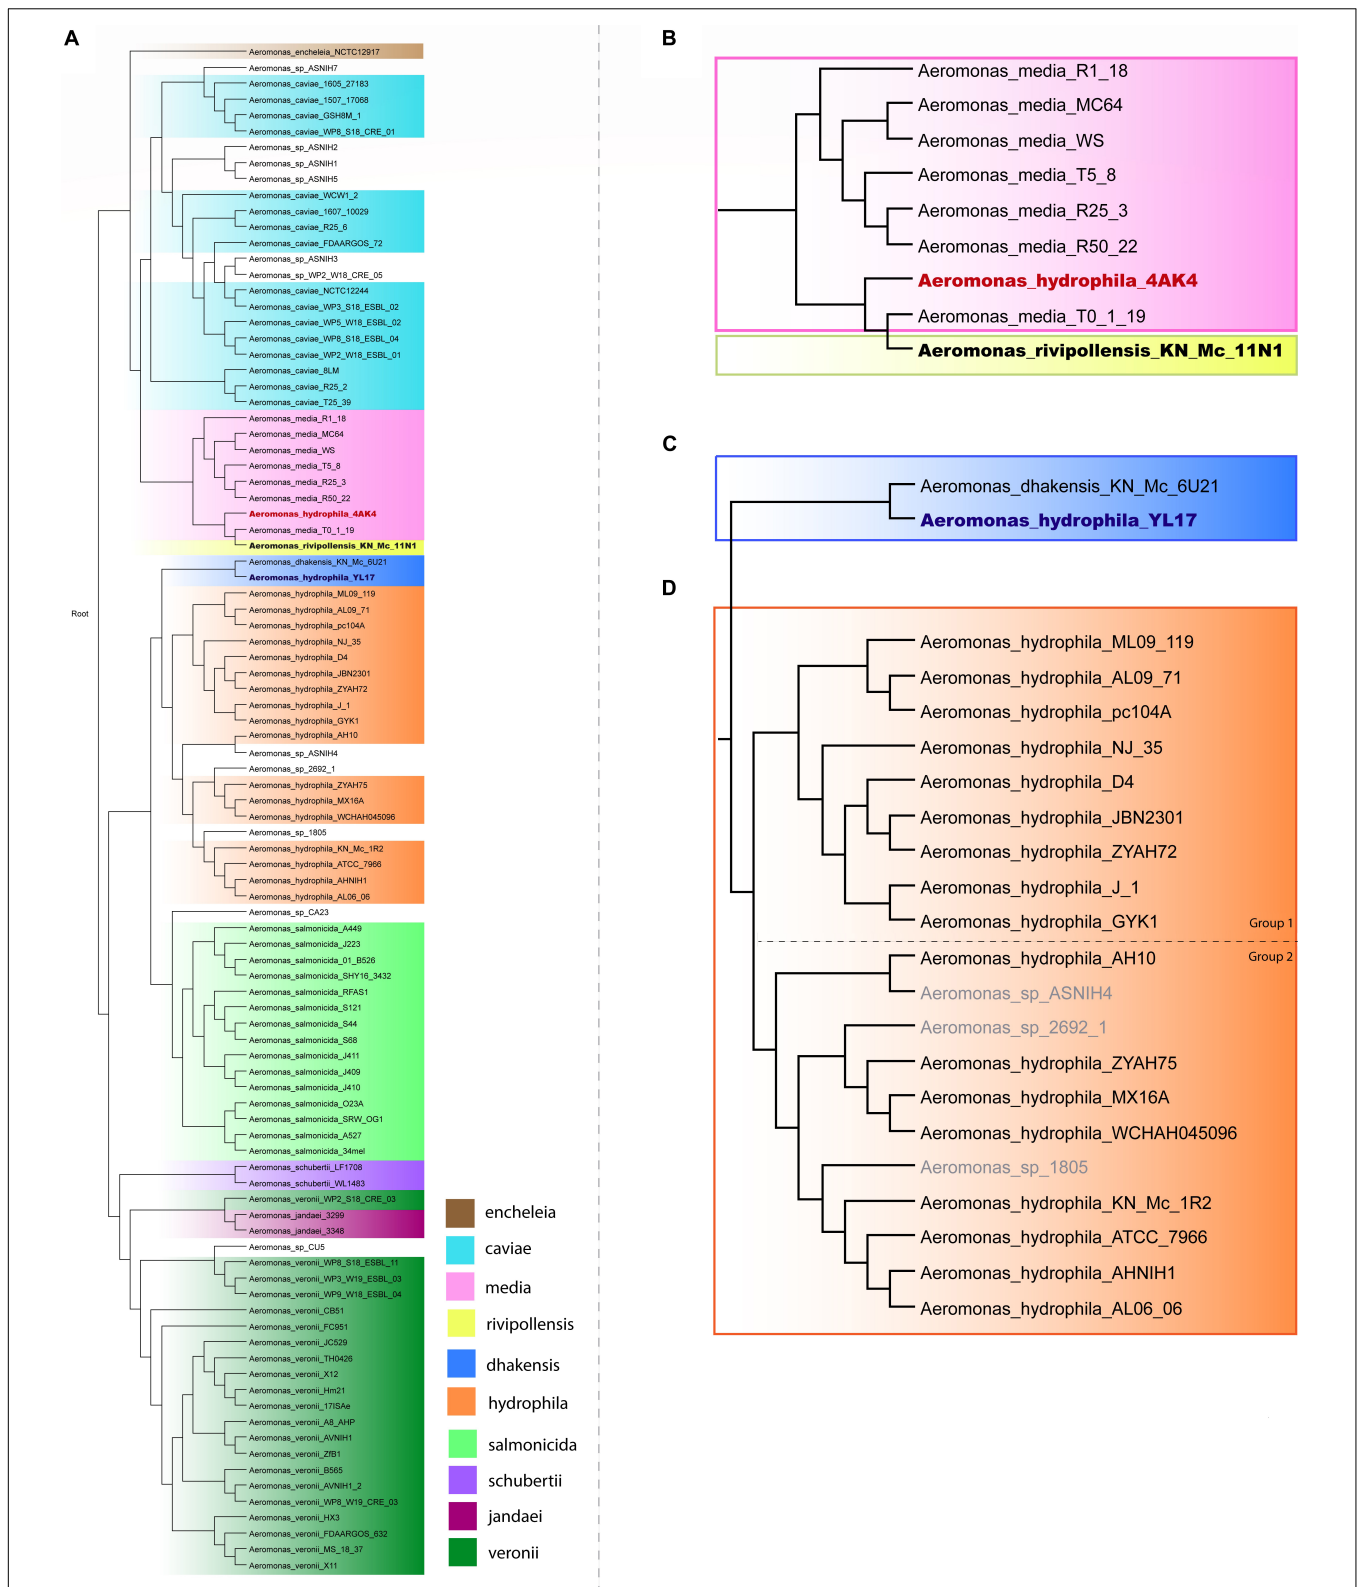 A
Aeromonas_encheleia_NCTC12917
Aeromonas_sp_ASNIH7
Aeromonas_caviae_1605_27183
Aeromonas_caviae_1507_17068
Aeromonas_caviae_GSH8M_1
Aeromonas_caviae_WP8_S18_CRE_01
Aeromonas_sp_ASNIH2
Aeromonas_sp_ASNIH1
Aeromonas_sp_ASNIH5
Aeromonas_caviae_WCW1_2
Aeromonas_caviae_1607_10029
Aeromonas_caviae_R25_6
Aeromonas_caviae_FDAARGOS_72
Aeromonas_sp_ASNIH3
Aeromonas_sp_WP2_W18_CRE_05
Aeromonas_caviae_NCTC12244
Aeromonas_caviae_WP3_S18_ESBL_02
Aeromonas_caviae_WP5_W18_ESBL_02
Aeromonas_caviae_WP8_S18_ESBL_04
Aeromonas_caviae_WP2_W18_ESBL_01
Aeromonas_caviae_8LM
Aeromonas_caviae_R25_2
Aeromonas_caviae_T25_39
Aeromonas_media_R1_18
Aeromonas_media_MC64
Aeromonas_media_WS
Aeromonas_media_T5_8
Aeromonas_media_R25_3
Aeromonas_media_R50_22
Aeromonas_hydrophila_4AK4
Aeromonas_media_T0_1_19
Aeromonas_rivipollensis_KN_Mc_11N1
Aeromonas_dhakensis_KN_Mc_6U21
Aeromonas_hydrophila_YL17
Aeromonas_hydrophila_ML09_119
Aeromonas_hydrophila_AL09_71
Root
Aeromonas_hydrophila_pc104A
Aeromonas_hydrophila_NJ_35
Aeromonas_hydrophila_D4
Aeromonas_hydrophila_JBN2301
Aeromonas_hydrophila_ZYAH72
Aeromonas_hydrophila_J_1
Aeromonas_hydrophila_GYK1
Aeromonas_hydrophila_AH10
Aeromonas_sp_ASNIH4
Aeromonas_sp_2692_1
Aeromonas_hydrophila_ZYAH75
Aeromonas_hydrophila_MX16A
Aeromonas_hydrophila_WCHAH045096
Aeromonas_sp_1805
Aeromonas_hydrophila_KN_Mc_1R2
Aeromonas_hydrophila_ATCC_7966
Aeromonas_hydrophila_AHNIH1
Aeromonas_hydrophila_AL06_06
Aeromonas_sp_CA23
Aeromonas_salmonicida_A449
Aeromonas_salmonicida_J223
Aeromonas_salmonicida_01_B526
Aeromonas_salmonicida_SHY16_3432
Aeromonas_salmonicida_RFAS1
Aeromonas_salmonicida_S121
Aeromonas_salmonicida_S44
Aeromonas_salmonicida_S68
Aeromonas_salmonicida_J411
Aeromonas_salmonicida_J409
Aeromonas_salmonicida_J410
Aeromonas_salmonicida_O23A
Aeromonas_salmonicida_SRW_OG1
Aeromonas_salmonicida_A527
Aeromonas_salmonicida_34mel
Aeromonas_schubertii_LF1708
Aeromonas_schubertii_WL1483
Aeromonas_veronii_WP2_S18_CRE_03
Aeromonas_jandaei_3299
Aeromonas_jandaei_3348
Aeromonas_sp_CU5
Aeromonas_veronii_WP8_S18_ESBL_11
Aeromonas_veronii_WP3_W19_ESBL_03
Aeromonas_veronii_WP9_W18_ESBL_04
Aeromonas_veronii_CB51
Aeromonas_veronii_FC951
Aeromonas_veronii_JC529
Aeromonas_veronii_TH0426
Aeromonas_veronii_X12
Aeromonas_veronii_Hm21
Aeromonas_veronii_17ISAe
Aeromonas_veronii_A8_AHP
Aeromonas_veronii_AVNIH1
Aeromonas_veronii_ZfB1
Aeromonas_veronii_B565
Aeromonas_veronii_AVNIH1_2
Aeromonas_veronii_WP8_W19_CRE_03
Aeromonas_veronii_HX3
Aeromonas_veronii_FDAARGOS_632
Aeromonas_veronii_MS_18_37
Aeromonas_veronii_X11
encheleia
caviae
media
rivipollensis
dhakensis
hydrophila
salmonicida
schubertii
jandaei
veronii
B
Aeromonas_media_R1_18
Aeromonas_media_MC64
Aeromonas_media_WS
Aeromonas_media_T5_8
Aeromonas_media_R25_3
Aeromonas_media_R50_22
Aeromonas_hydrophila_4AK4
Aeromonas_media_T0_1_19
Aeromonas_rivipollensis_KN_Mc_11N1
C
Aeromonas_dhakensis_KN_Mc_6U21
Aeromonas_hydrophila_YL17
D
Aeromonas_hydrophila_ML09_119
Aeromonas_hydrophila_AL09_71
Aeromonas_hydrophila_pc104A
Aeromonas_hydrophila_NJ_35
Aeromonas_hydrophila_D4
Aeromonas_hydrophila_JBN2301
Aeromonas_hydrophila_ZYAH72
Aeromonas_hydrophila_J_1
Aeromonas_hydrophila_GYK1
Group 1
Aeromonas_hydrophila_AH10
Group 2
Aeromonas_sp_ASNIH4
Aeromonas_sp_2692_1
Aeromonas_hydrophila_ZYAH75
Aeromonas_hydrophila_MX16A
Aeromonas_hydrophila_WCHAH045096
Aeromonas_sp_1805
Aeromonas_hydrophila_KN_Mc_1R2
Aeromonas_hydrophila_ATCC_7966
Aeromonas_hydrophila_AHNIH1
Aeromonas_hydrophila_AL06_06